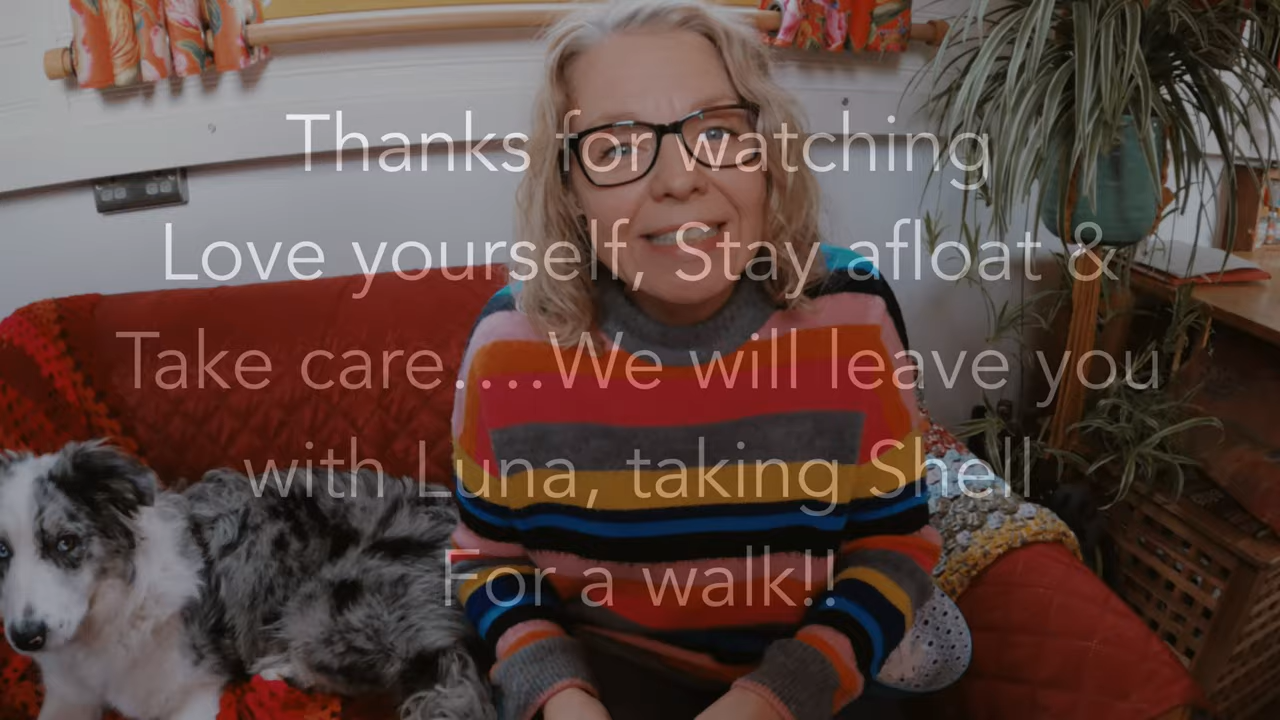 Thanks for watching
Love yourself, Stay afloat &
Take care....We will leave you
with Luna, taking Shell
For a walk!!